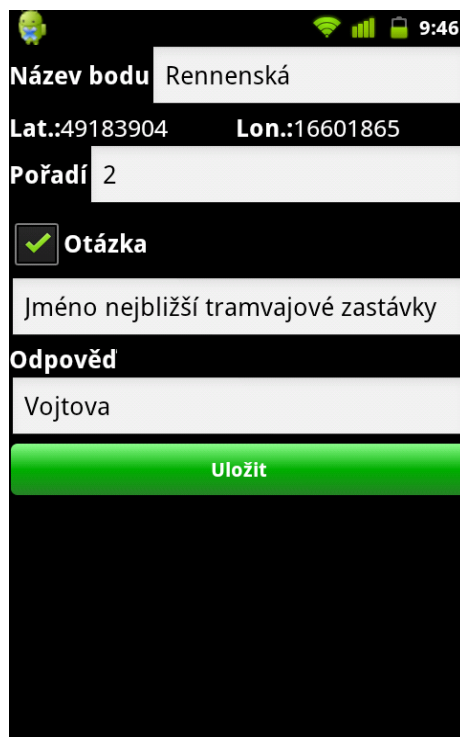 9:46
Název bodu Rennenská
Lat.:49183904 Lon.:16601865
Pořadí 2
Otázka
Jméno nejbližší tramvajové zastávky
Odpověď
Vojtova
Uložit